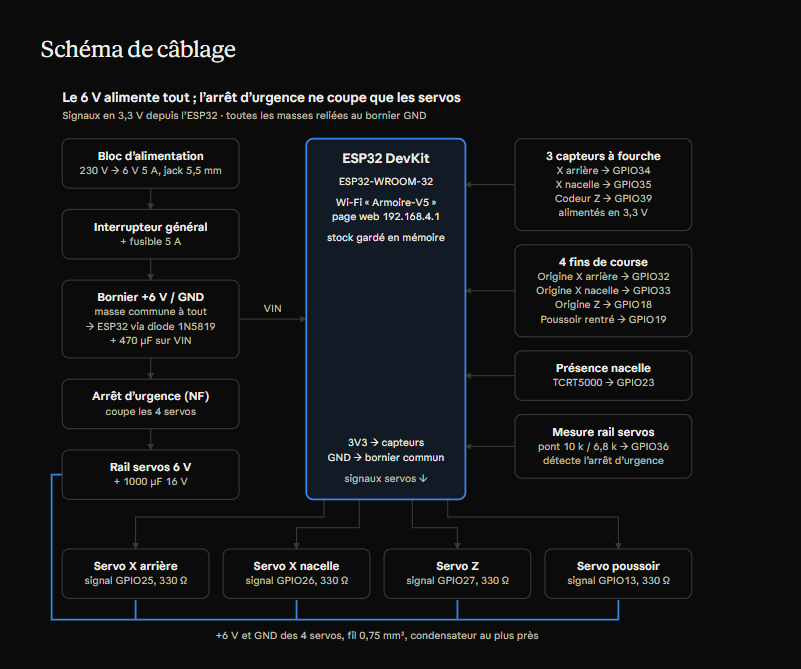 Schéma de câblage
Le 6 V alimente tout ; l'arrêt d'urgence ne coupe que les servos
Signaux en 3,3 V depuis l'ESP32 · toutes les masses reliées au bornier GND
Bloc d'alimentation
230 V → 6 V 5 A, jack 5,5 mm
Interrupteur général
+ fusible 5 A
Bornier +6 V / GND
masse commune à tout
→ ESP32 via diode 1N5819
+ 470 µF sur VIN
Arrêt d'urgence (NF)
coupe les 4 servos
Rail servos 6 V
+ 1000 µF 16 V
VIN
ESP32 DevKit
ESP32-WROOM-32
Wi-Fi « Armoire-V5 »
page web 192.168.4.1
stock gardé en mémoire
3V3 → capteurs
GND → bornier commun
signaux servos ↓
3 capteurs à fourche
X arrière → GPIO34
X nacelle → GPIO35
Codeur Z → GPIO39
alimentés en 3,3 V
4 fins de course
Origine X arrière → GPIO32
Origine X nacelle → GPIO33
Origine Z → GPIO18
Poussoir rentré → GPIO19
Présence nacelle
TCRT5000 → GPIO23
Mesure rail servos
pont 10 k / 6,8 k → GPIO36
détecte l'arrêt d'urgence
Servo X arrière
signal GPIO25, 330 Ω
Servo X nacelle
signal GPIO26, 330 Ω
Servo Z
signal GPIO27, 330 Ω
Servo poussoir
signal GPIO13, 330 Ω
+6 V et GND des 4 servos, fil 0,75 mm², condensateur au plus près